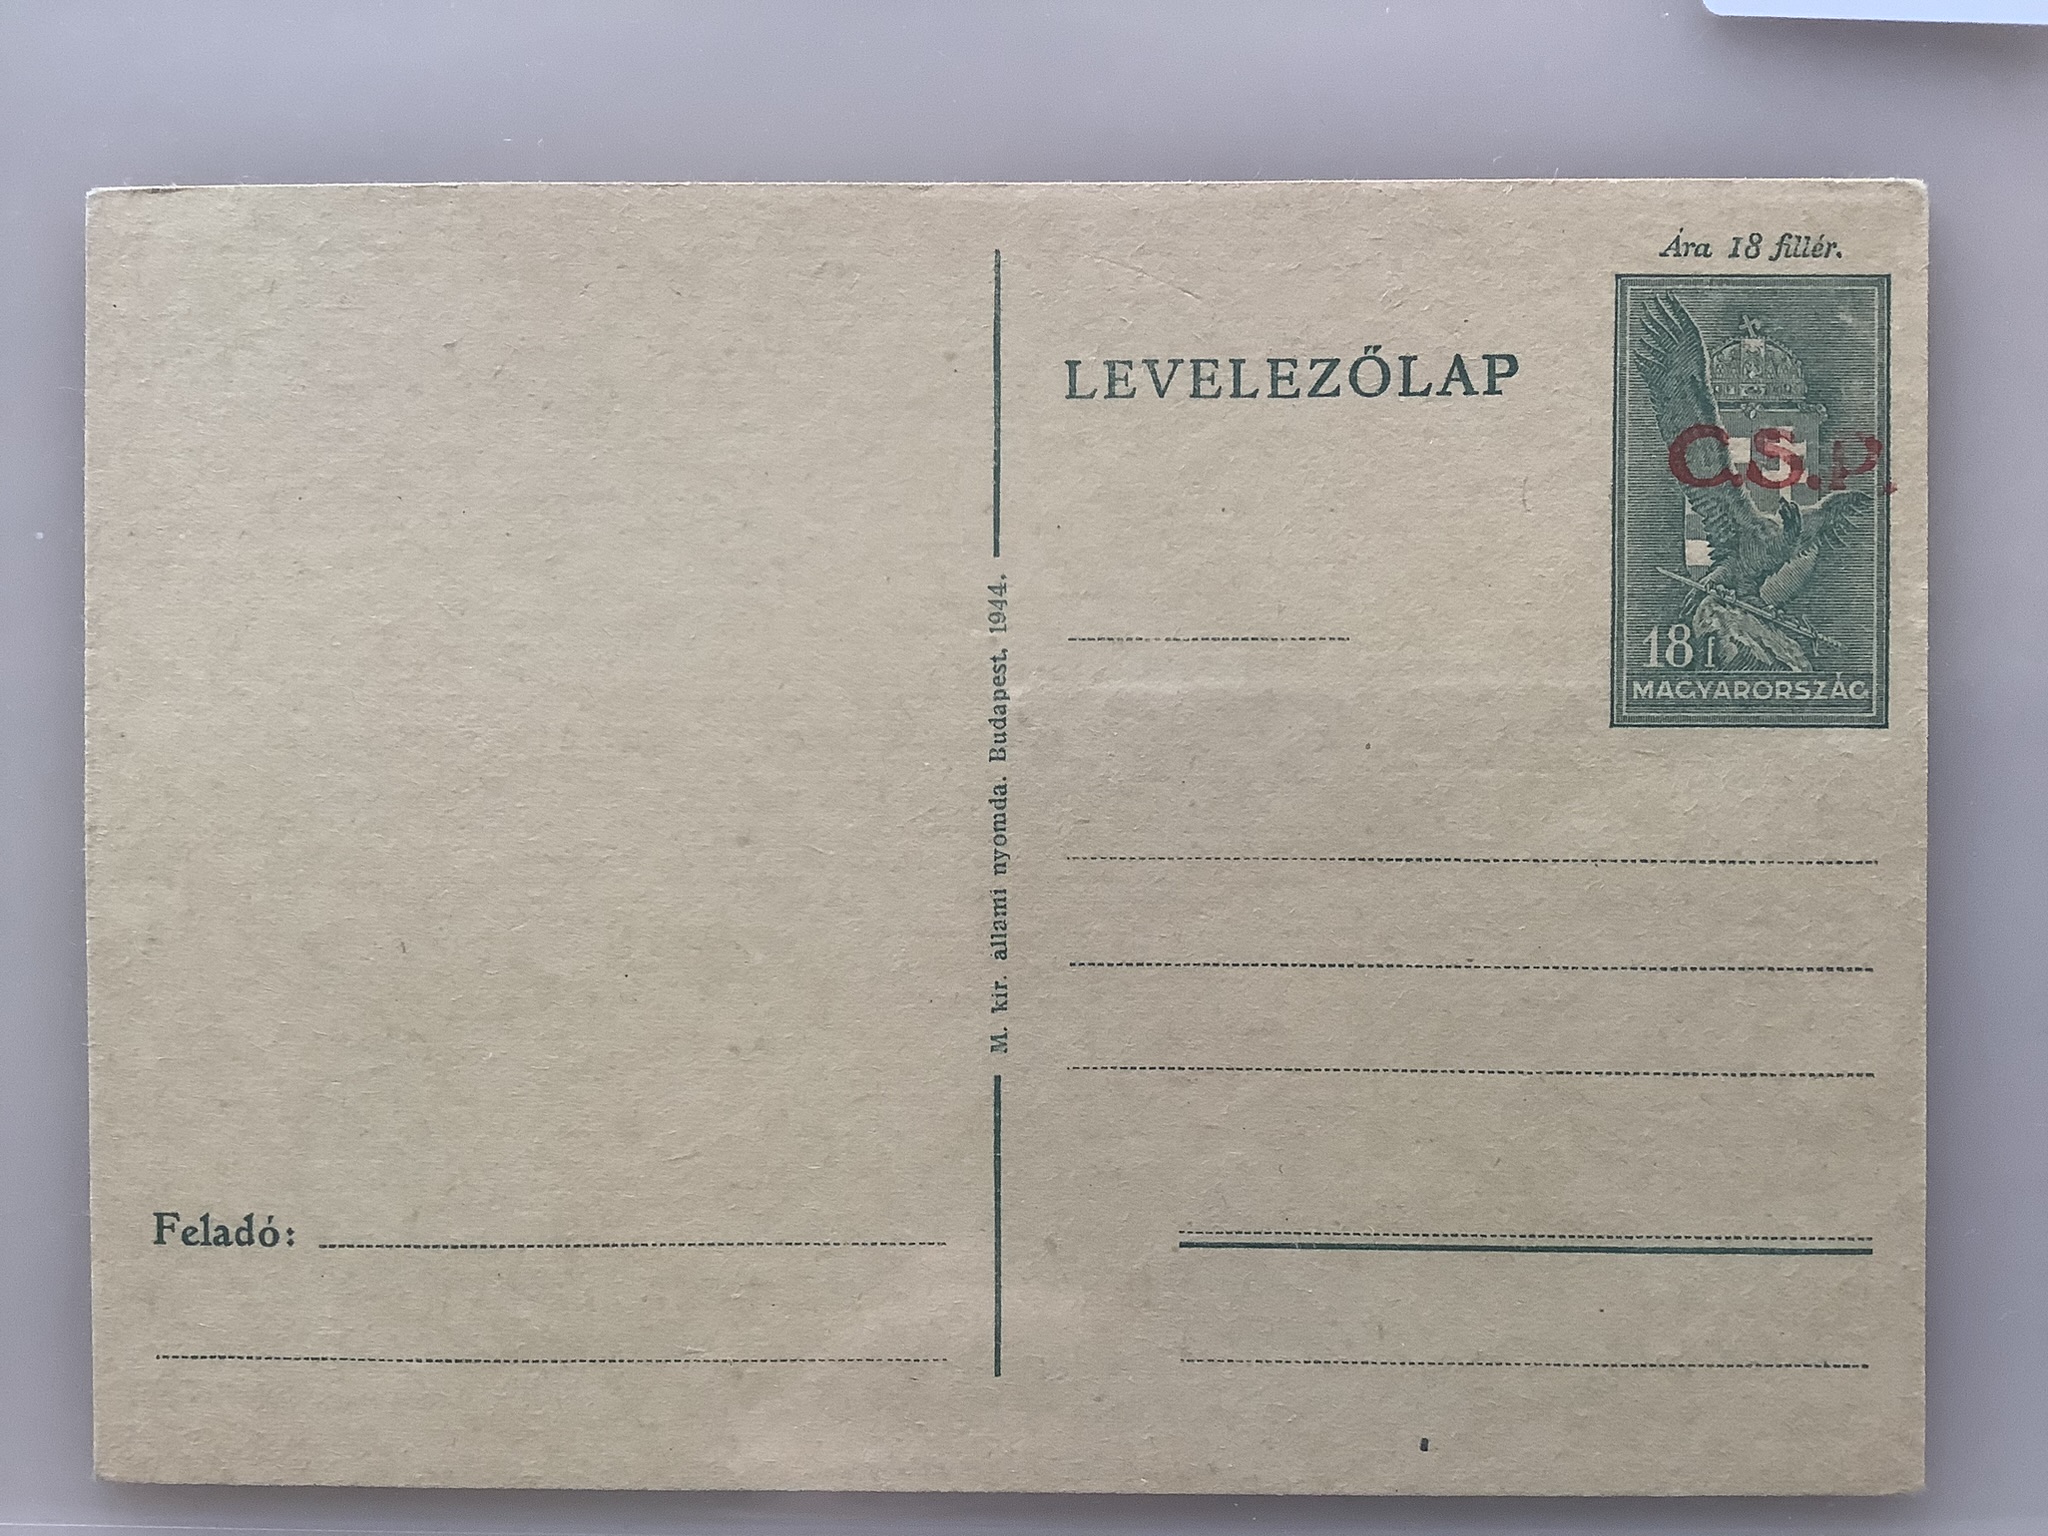 Ára 18 fillér.
LEVELEZŐLAP
C.S.P.
18 f
MAGYARORSZÁG
M. kir. állami nyomda. Budapest, 1944.
Feladó: